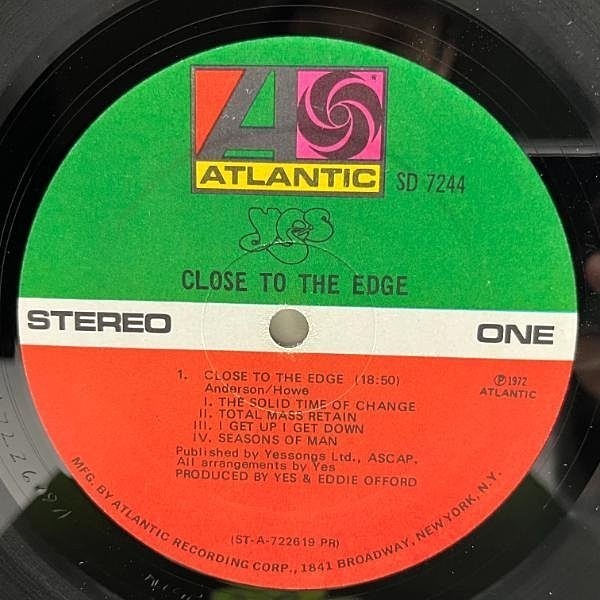 ATLANTIC
SD 7244
yes
CLOSE TO THE EDGE
STEREO
ONE
1. CLOSE TO THE EDGE (18:50)
Anderson/Howe
I. THE SOLID TIME OF CHANGE
II. TOTAL MASS RETAIN
III. I GET UP I GET DOWN
IV. SEASONS OF MAN
Published by Yessongs Ltd., ASCAP.
All arrangements by Yes
PRODUCED BY YES & EDDIE OFFORD
℗1972
ATLANTIC
(ST-A-722619 PR)
MFG. BY ATLANTIC RECORDING CORP., 1841 BROADWAY, NEW YORK, N.Y.